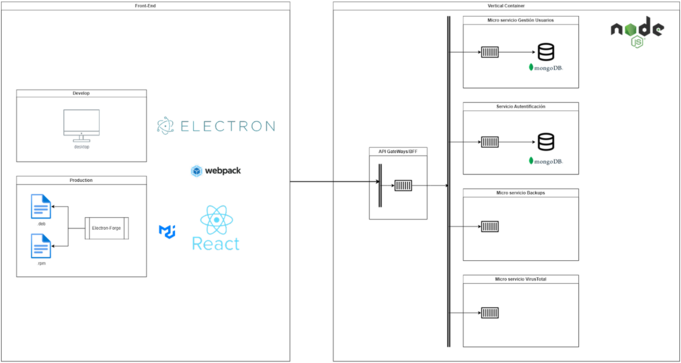 Front-End
Develop
desktop
ELECTRON
webpack
Production
.deb
.rpm
Electron-Forge
React
Vertical Container
API GateWays/BFF
Micro servicio Gestión Usuarios
mongoDB
node
JS
Servicio Autentificación
mongoDB
Micro servicio Backups
Micro servicio VirusTotal